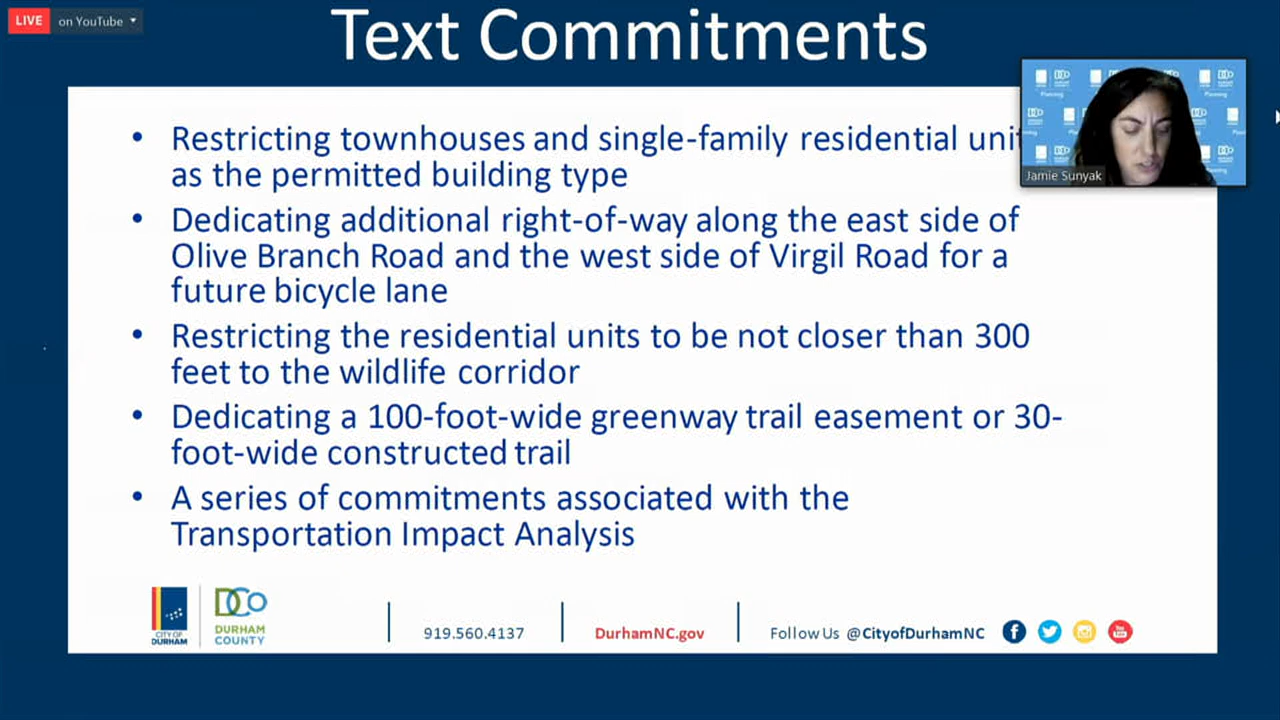 LIVE on YouTube
Text Commitments
Jamie Sunyak
• Restricting townhouses and single-family residential
as the permitted building type
• Dedicating additional right-of-way along the east side of
Olive Branch Road and the west side of Virgil Road for a
future bicycle lane
• Restricting the residential units to be not closer than 300
feet to the wildlife corridor
• Dedicating a 100-foot-wide greenway trail easement or 30-
foot-wide constructed trail
• A series of commitments associated with the
Transportation Impact Analysis
CITY OF
DURHAM
DCo
DURHAM
COUNTY
919.560.4137
DurhamNC.gov
Follow Us @CityofDurhamNC